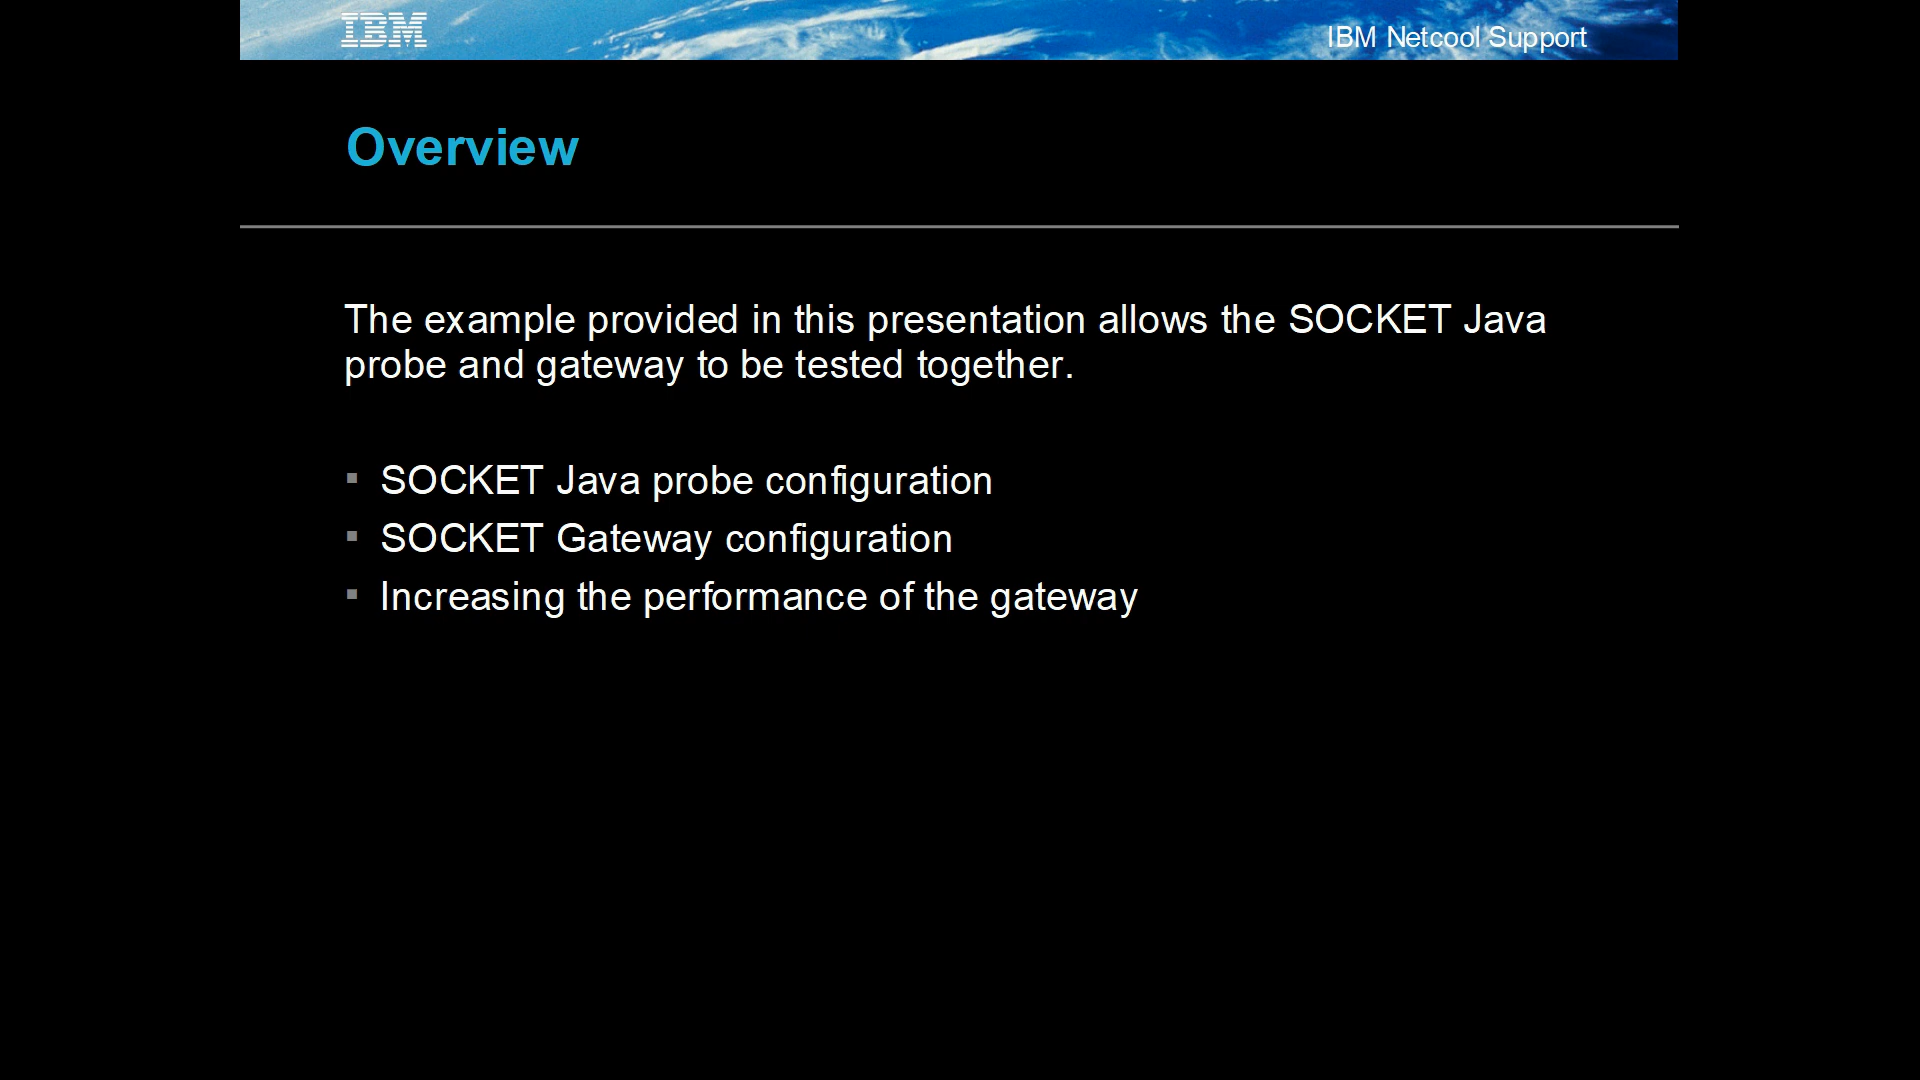 IBM
IBM Netcool Support
Overview
The example provided in this presentation allows the SOCKET Java
probe and gateway to be tested together.
▪ SOCKET Java probe configuration
▪ SOCKET Gateway configuration
▪ Increasing the performance of the gateway